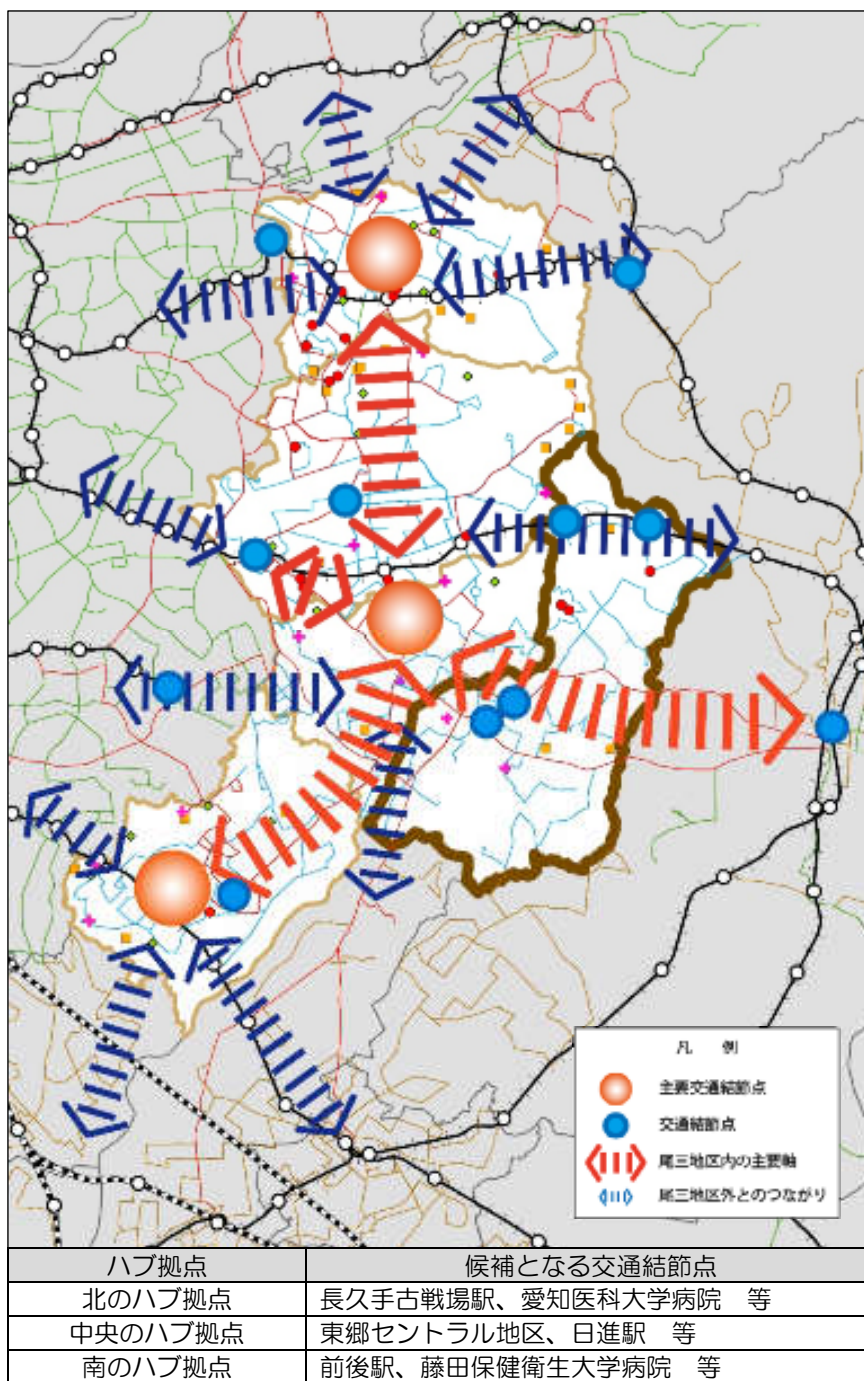 凡　例
主要交通結節点
交通結節点
尾三地区内の主要軸
尾三地区外とのつながり
ハブ拠点　候補となる交通結節点
北のハブ拠点　長久手古戦場駅、愛知医科大学病院　等
中央のハブ拠点　東郷セントラル地区、日進駅　等
南のハブ拠点　前後駅、藤田保健衛生大学病院　等